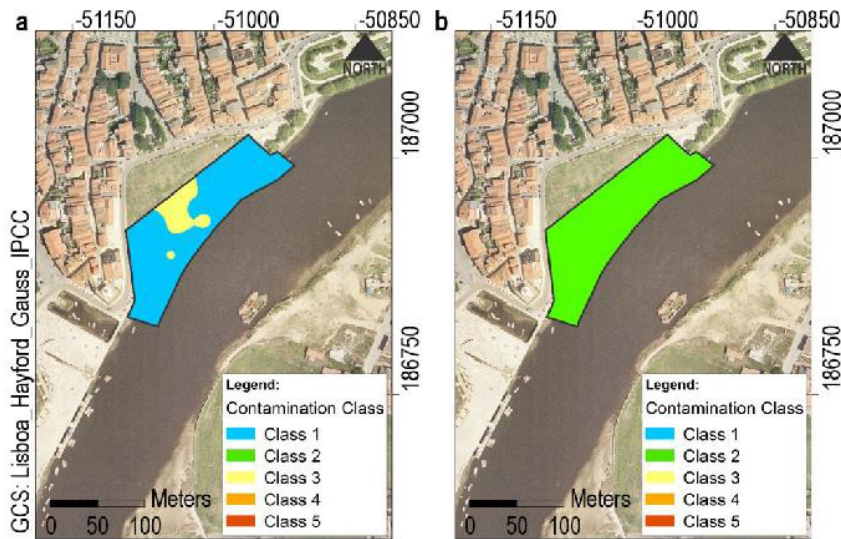 a
-51150 -51000 -50850
NORTH
187000
186750
GCS: Lisboa_Hayford_Gauss_IPCC
Legend:
Contamination Class
Class 1
Class 2
Class 3
Class 4
Class 5
Meters
0 50 100
b
-51150 -51000 -50850
NORTH
187000
186750
Legend:
Contamination Class
Class 1
Class 2
Class 3
Class 4
Class 5
Meters
0 50 100